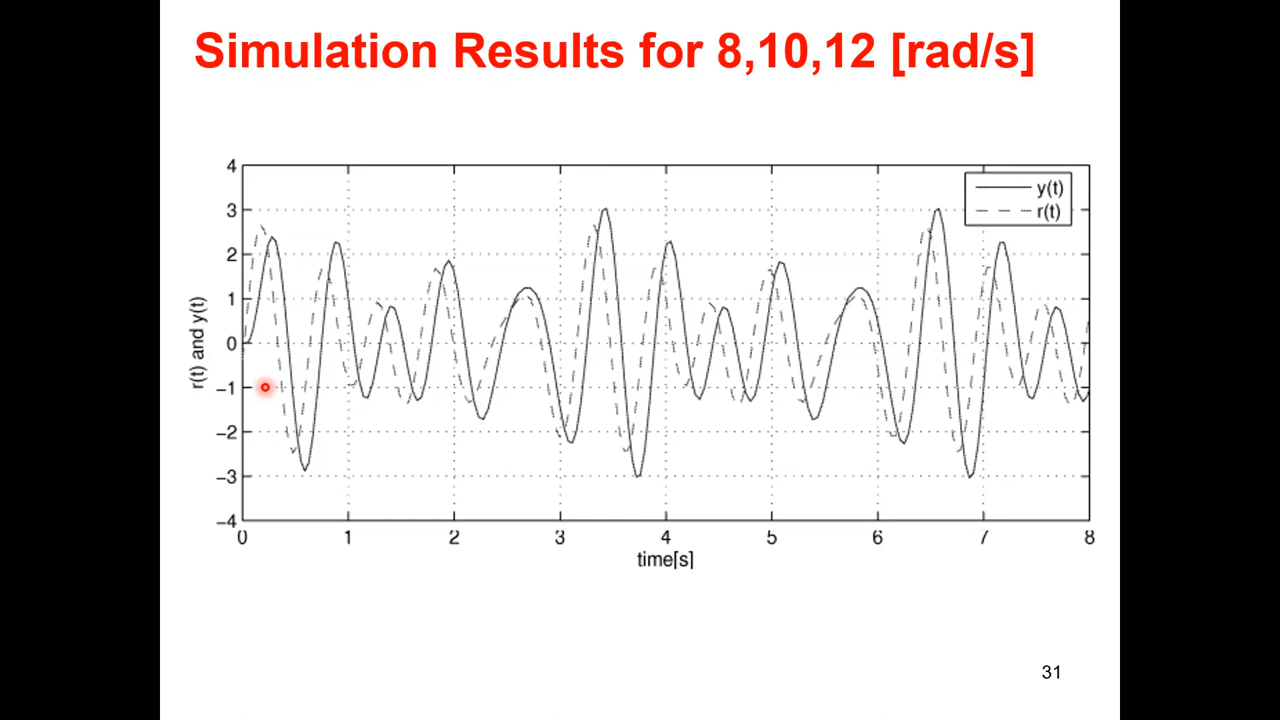 Simulation Results for 8,10,12 [rad/s]
4
3
2
1
0
−1
−2
−3
−4
r(t) and y(t)
y(t)
r(t)
0 1 2 3 4 5 6 7 8
time[s]
31